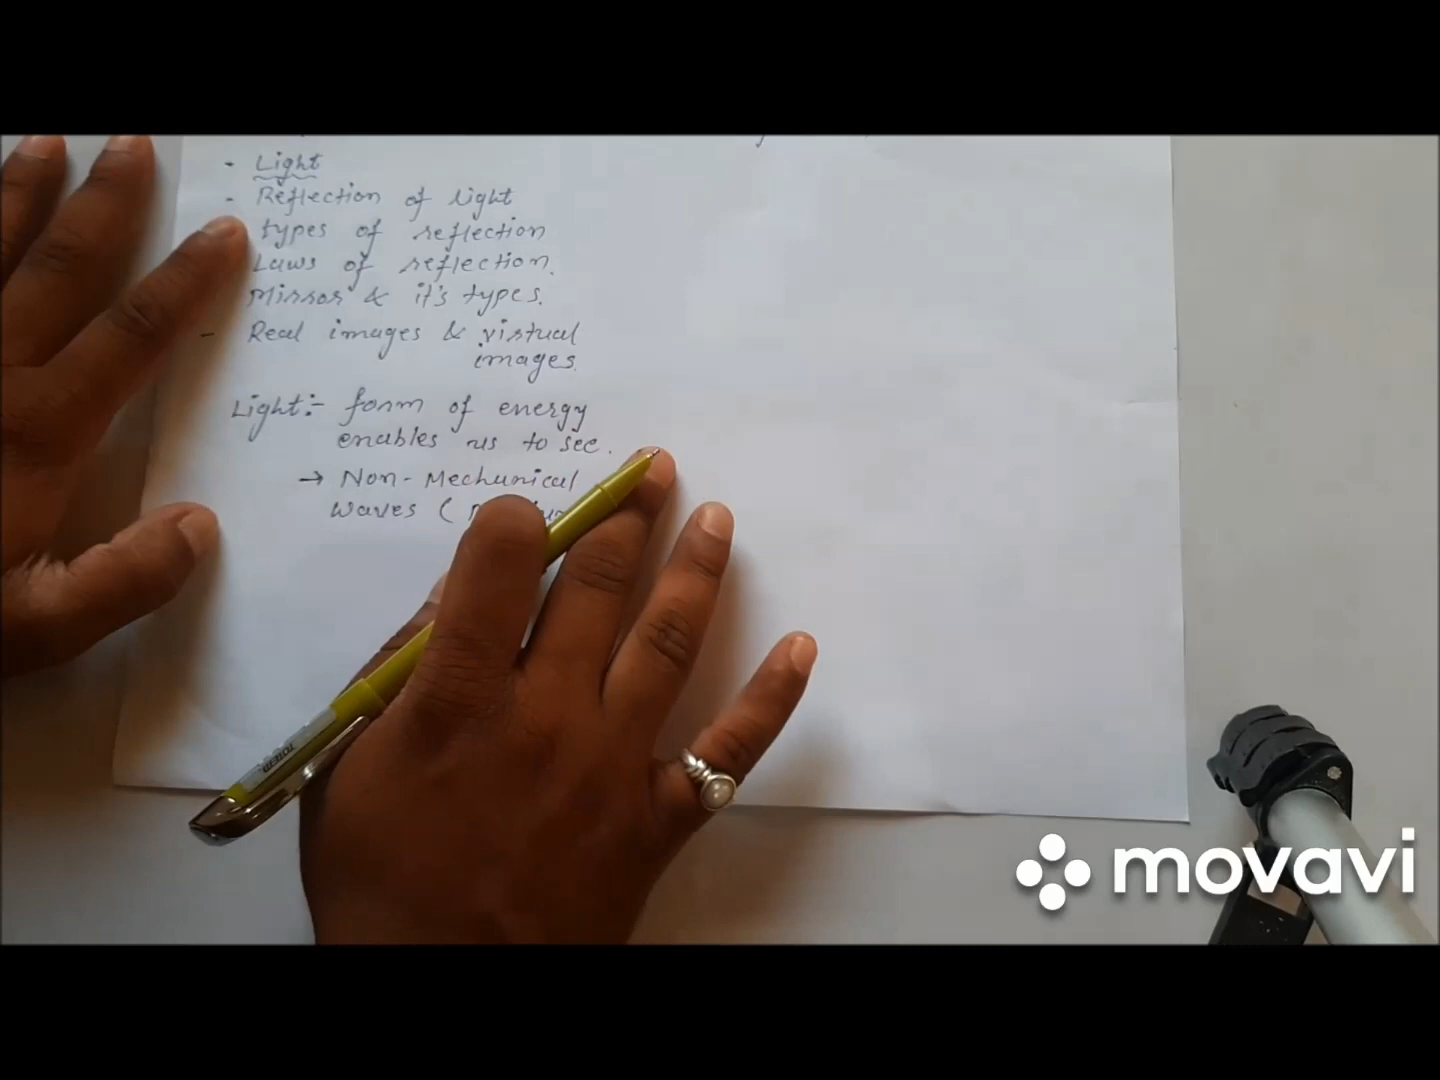 - Light
- Reflection of light
types of reflection
Laws of reflection.
Mirror & it's types.
- Real images & virtual
images.
Light:- form of energy
enables us to see.
→ Non-Mechanical
waves (
movavi